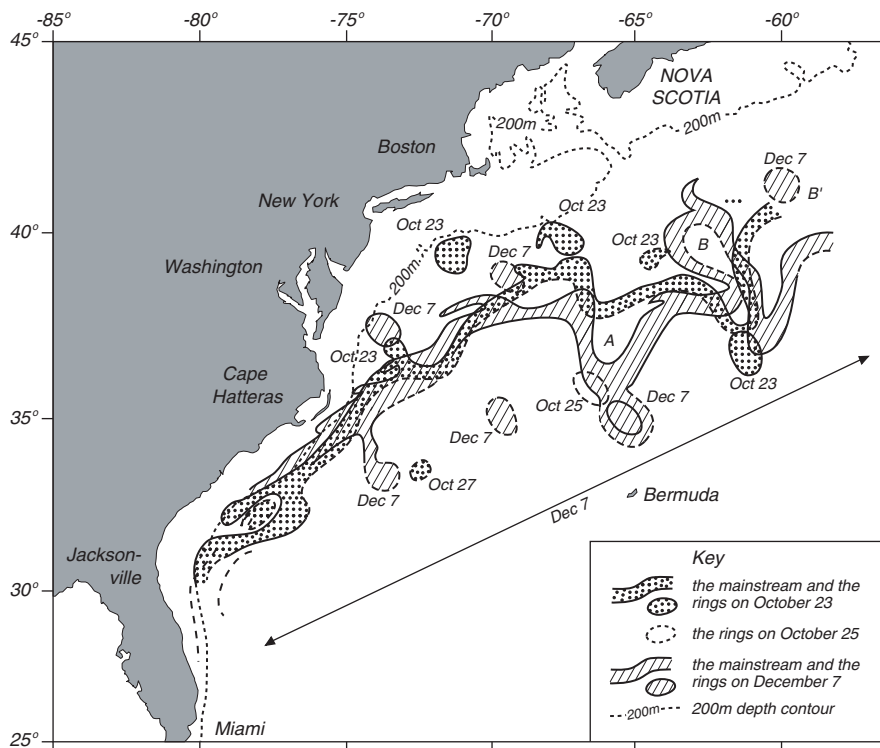 -85° -80° -75° -70° -65° -60°
45°
NOVA
SCOTIA
200m
200m
Boston
Dec 7
B'
New York
Oct 23
Oct 23
40°
Oct 23
B
Washington
Dec 7
200m
Dec 7
A
Oct 23
Cape
Hatteras
Oct 23
Oct 25
Dec 7
35°
Dec 7
Oct 27
Dec 7
Bermuda
Dec 7
Jackson-
ville
30°
Key
the mainstream and the
rings on October 23
the rings on October 25
the mainstream and the
rings on December 7
200m 200m depth contour
Miami
25°